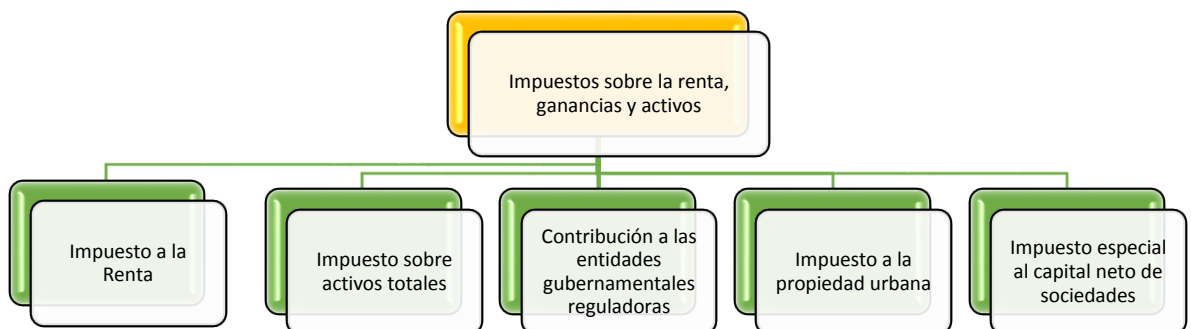 Impuestos sobre la renta,
ganancias y activos
Impuesto a la
Renta
Impuesto sobre
activos totales
Contribución a las
entidades
gubernamentales
reguladoras
Impuesto a la
propiedad urbana
Impuesto especial
al capital neto de
sociedades